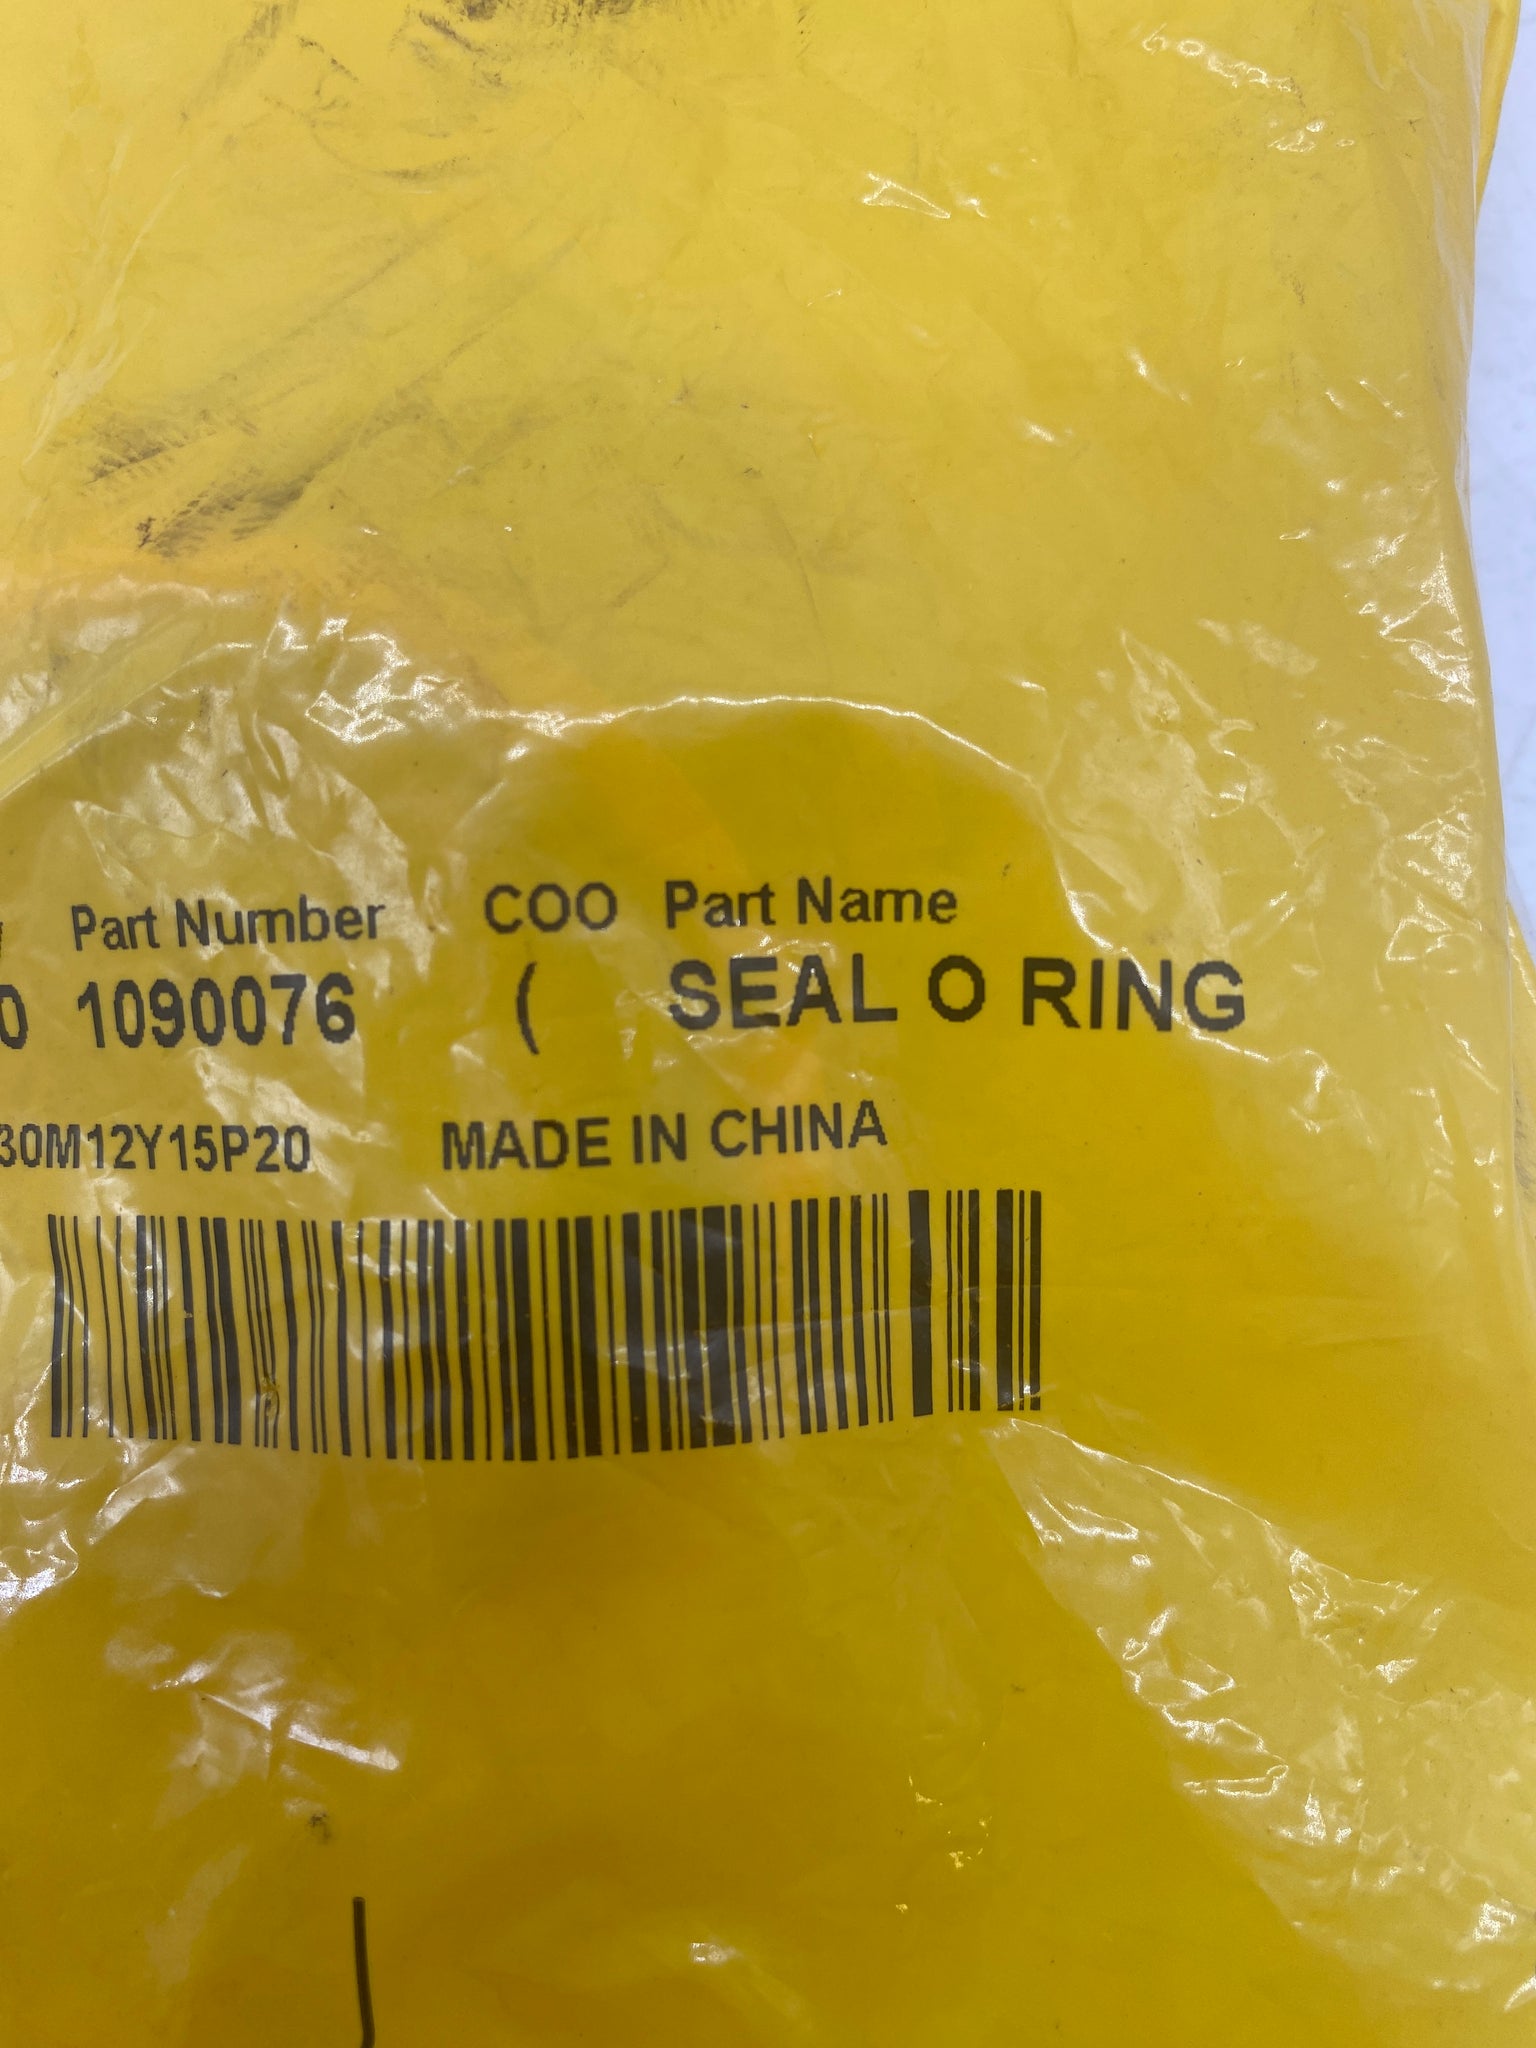 Part Number COO Part Name
0 1090076 ( SEAL O RING
30M12Y15P20 MADE IN CHINA